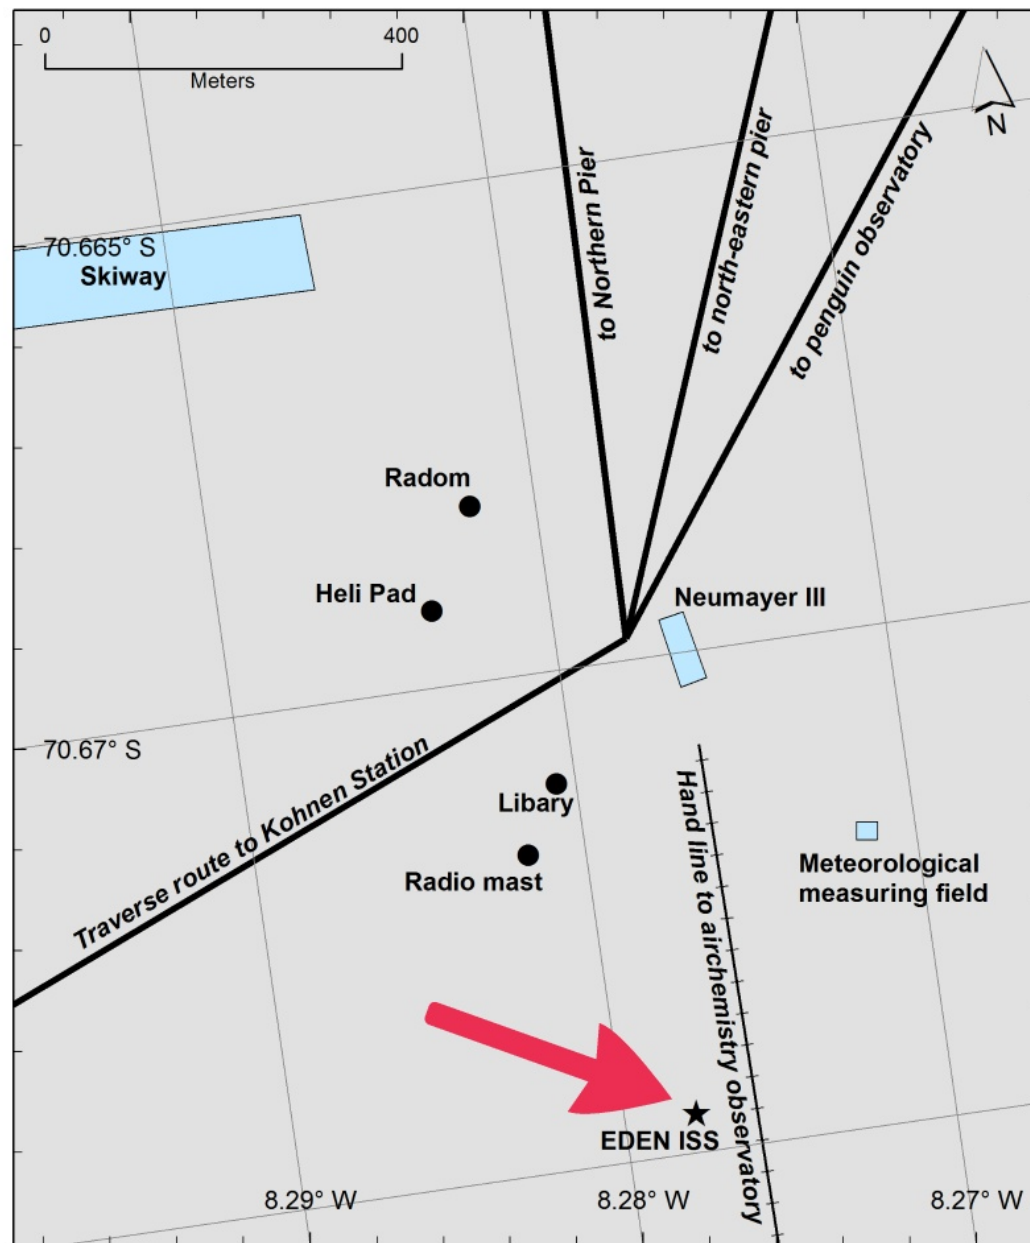 0 400
Meters
N
to Northern Pier
to north-eastern pier
to penguin observatory
70.665° S
Skiway
Radom
Heli Pad
Neumayer III
70.67° S
Traverse route to Kohnen Station
Libary
Radio mast
Hand line to airchemistry observatory
Meteorological
measuring field
EDEN ISS
8.29° W 8.28° W 8.27° W